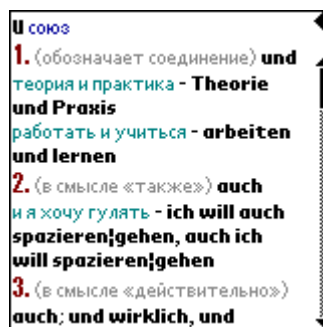 и союз
1. (обозначает соединение) und
теория и практика - Theorie
und Praxis
работать и учиться - arbeiten
und lernen
2. (в смысле «также») auch
и я хочу гулять - ich will auch
spazieren¦gehen, auch ich
will spazieren¦gehen
3. (в смысле «действительно»)
auch; und wirklich, und